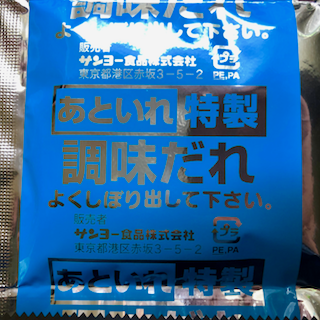 調味だれ
よくしぼり出して下さい。
販売者
サンヨー食品株式会社
東京都港区赤坂3-5-2
プラ
PE,PA
あといれ 特製
調味だれ
よくしぼり出して下さい。
販売者
サンヨー食品株式会社
東京都港区赤坂3-5-2
プラ
PE,PA
あといれ 特製